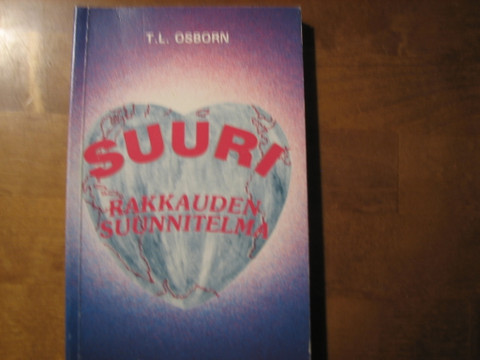 T.L. OSBORN
SUURI
RAKKAUDEN
SUUNNITELMA